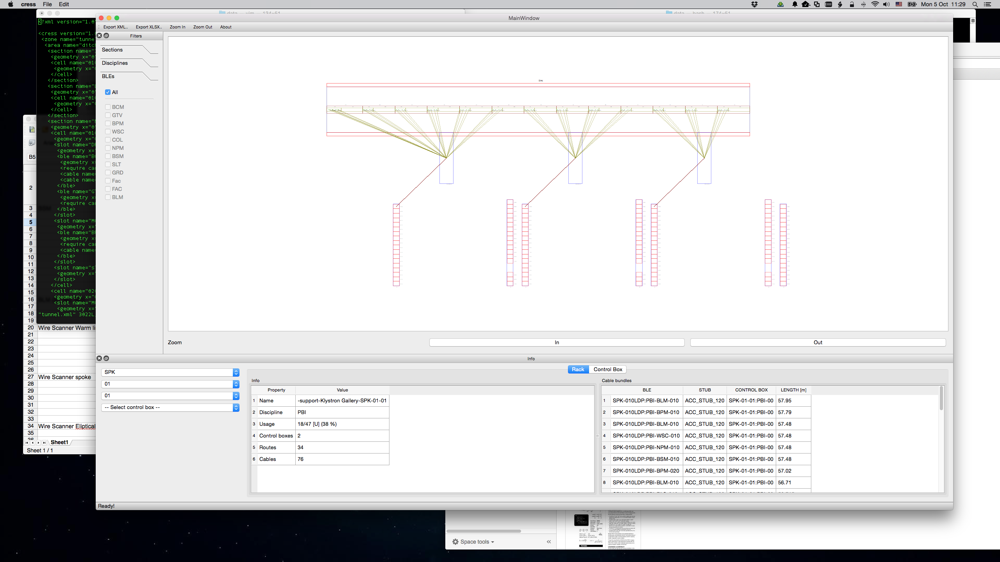 cress File Edit
Mon 5 Oct 11:29
data — vim — 134×51
data — bash — 174×51
MainWindow
Export XML.. Export XLSX.. Zoom In Zoom Out About
Filters
Sections
Disciplines
BLEs
All
BCM
GTV
BPM
WSC
COL
NPM
BSM
SLT
GRD
Fac
FAC
BLM
<?xml version="1.0"
<cress version="1.
<zone name="tunne
<area name="ditc
<section name="
<geometry x="0"
<cell name="01
<geometry x="
</cell>
</section>
<section name="
<geometry x="0"
<cell name="01
<geometry x="
</cell>
</section>
<section name="
<geometry x="0"
<cell name="01
<geometry x="
<slot name="D
<geometry x="
<ble name="B
<geometry x=
<require ca
<cable name=
<cable name=
</ble>
<ble name="G
<geometry x=
<require ca
</ble>
</slot>
<slot name="M
<geometry x="
<ble name="B
<geometry x=
<require ca
<cable name=
</ble>
</slot>
<slot name="s
<geometry x="
</slot>
</cell>
<cell name="02
<geometry x="
<slot name="M
<geometry x="
"tunnel.xml" 3022L
B5
2
3
4
5
6
7
8
9
10
11
12
13
14
15
16
17
18
19
20 Wire Scanner Warm li
21
22
23
24
25
26
27 Wire Scanner spoke
28
29
30
31
32
33
34 Wire Scanner Eliptical
35
36
Sheet1
Sheet 1 / 1
SPK
Zoom In Out
Info
SPK
01
01
-- Select control box --
Rack Control Box
Info
Property Value
1 Name -support-Klystron Gallery-SPK-01-01
2 Discipline PBI
3 Usage 18/47 [U] (38 %)
4 Control boxes 2
5 Routes 34
6 Cables 76
Cable bundles
BLE STUB CONTROL BOX LENGTH [m]
1 SPK-010LDP:PBI-BLM-010 ACC_STUB_120 SPK-01-01:PBI-00 57.95
2 SPK-010LDP:PBI-BPM-010 ACC_STUB_120 SPK-01-01:PBI-00 57.79
3 SPK-010LDP:PBI-BLM-010 ACC_STUB_120 SPK-01-01:PBI-00 57.48
4 SPK-010LDP:PBI-WSC-010 ACC_STUB_120 SPK-01-01:PBI-00 57.48
5 SPK-010LDP:PBI-NPM-010 ACC_STUB_120 SPK-01-01:PBI-00 57.48
6 SPK-010LDP:PBI-BSM-010 ACC_STUB_120 SPK-01-01:PBI-00 57.48
7 SPK-010LDP:PBI-BPM-020 ACC_STUB_120 SPK-01-01:PBI-00 57.02
8 SPK-010LDP:PBI-BLM-010 ACC_STUB_120 SPK-01-01:PBI-00 56.71
Ready!
Space tools